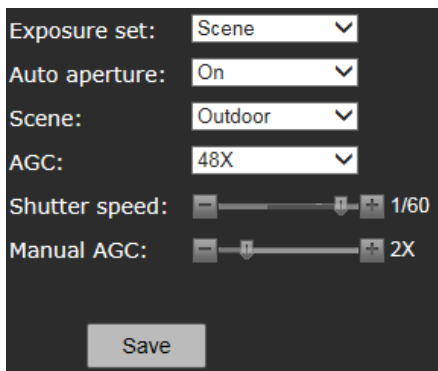 Exposure set: Scene
Auto aperture: On
Scene: Outdoor
AGC: 48X
Shutter speed: 1/60
Manual AGC: 2X
Save